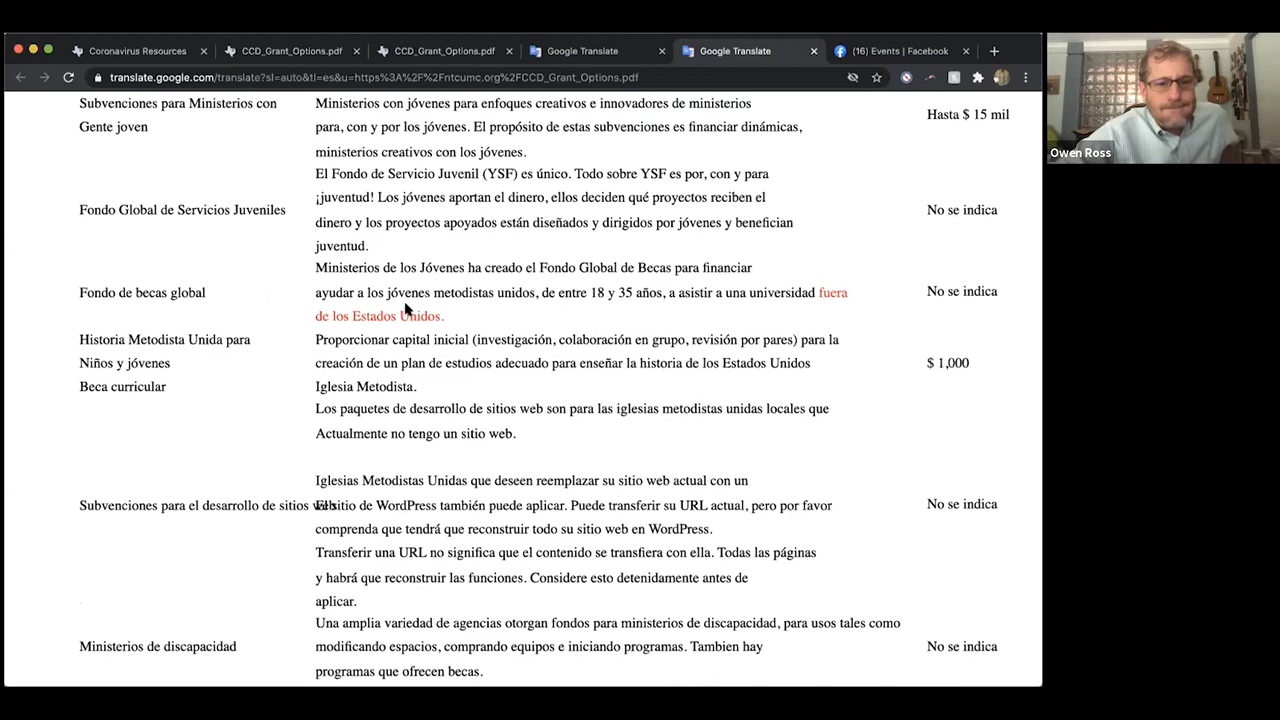 Coronavirus Resources
CCD_Grant_Options.pdf
CCD_Grant_Options.pdf
Google Translate
Google Translate
(16) Events | Facebook
translate.google.com/translate?sl=auto&tl=es&u=https%3A%2F%2Fntcumc.org%2FCCD_Grant_Options.pdf
Subvenciones para Ministerios con
Gente joven
Ministerios con jóvenes para enfoques creativos e innovadores de ministerios
para, con y por los jóvenes. El propósito de estas subvenciones es financiar dinámicas,
ministerios creativos con los jóvenes.
Hasta $ 15 mil
Fondo Global de Servicios Juveniles
El Fondo de Servicio Juvenil (YSF) es único. Todo sobre YSF es por, con y para
¡juventud! Los jóvenes aportan el dinero, ellos deciden qué proyectos reciben el
dinero y los proyectos apoyados están diseñados y dirigidos por jóvenes y benefician
juventud.
No se indica
Fondo de becas global
Ministerios de los Jóvenes ha creado el Fondo Global de Becas para financiar
ayudar a los jóvenes metodistas unidos, de entre 18 y 35 años, a asistir a una universidad fuera
de los Estados Unidos.
No se indica
Historia Metodista Unida para
Niños y jóvenes
Beca curricular
Proporcionar capital inicial (investigación, colaboración en grupo, revisión por pares) para la
creación de un plan de estudios adecuado para enseñar la historia de los Estados Unidos
Iglesia Metodista.
$ 1,000
Los paquetes de desarrollo de sitios web son para las iglesias metodistas unidas locales que
Actualmente no tengo un sitio web.
Iglesias Metodistas Unidas que deseen reemplazar su sitio web actual con un
Subvenciones para el desarrollo de sitios web
El sitio de WordPress también puede aplicar. Puede transferir su URL actual, pero por favor
comprenda que tendrá que reconstruir todo su sitio web en WordPress.
Transferir una URL no significa que el contenido se transfiera con ella. Todas las páginas
y habrá que reconstruir las funciones. Considere esto detenidamente antes de
aplicar.
No se indica
Ministerios de discapacidad
Una amplia variedad de agencias otorgan fondos para ministerios de discapacidad, para usos tales como
modificando espacios, comprando equipos e iniciando programas. Tambien hay
programas que ofrecen becas.
No se indica
Owen Ross